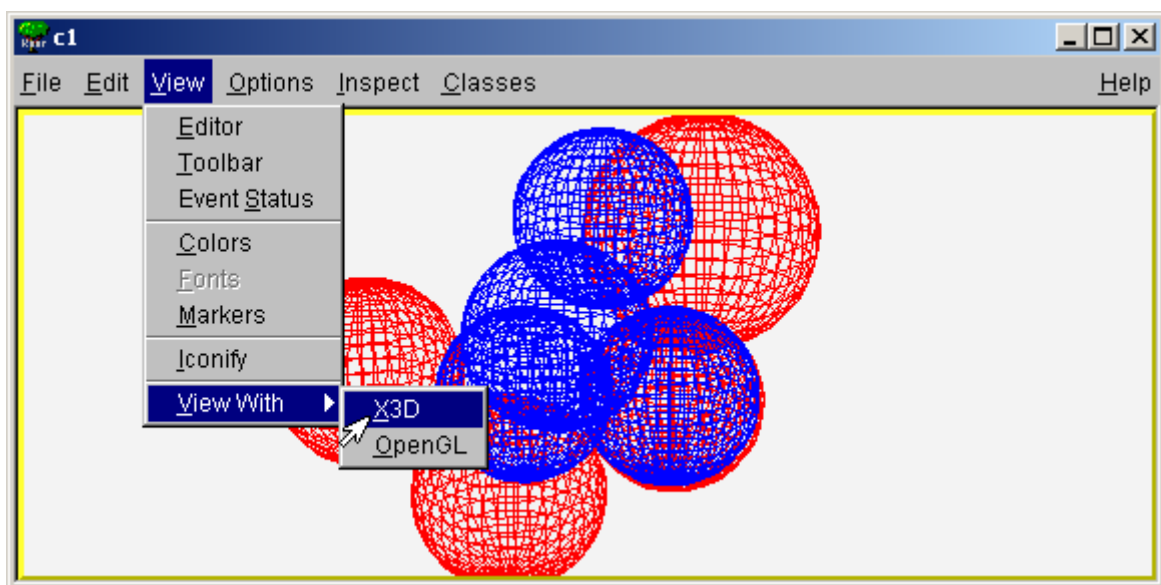 c1
File Edit View Options Inspect Classes Help
Editor
Toolbar
Event Status
Colors
Fonts
Markers
Iconify
View With
X3D
OpenGL